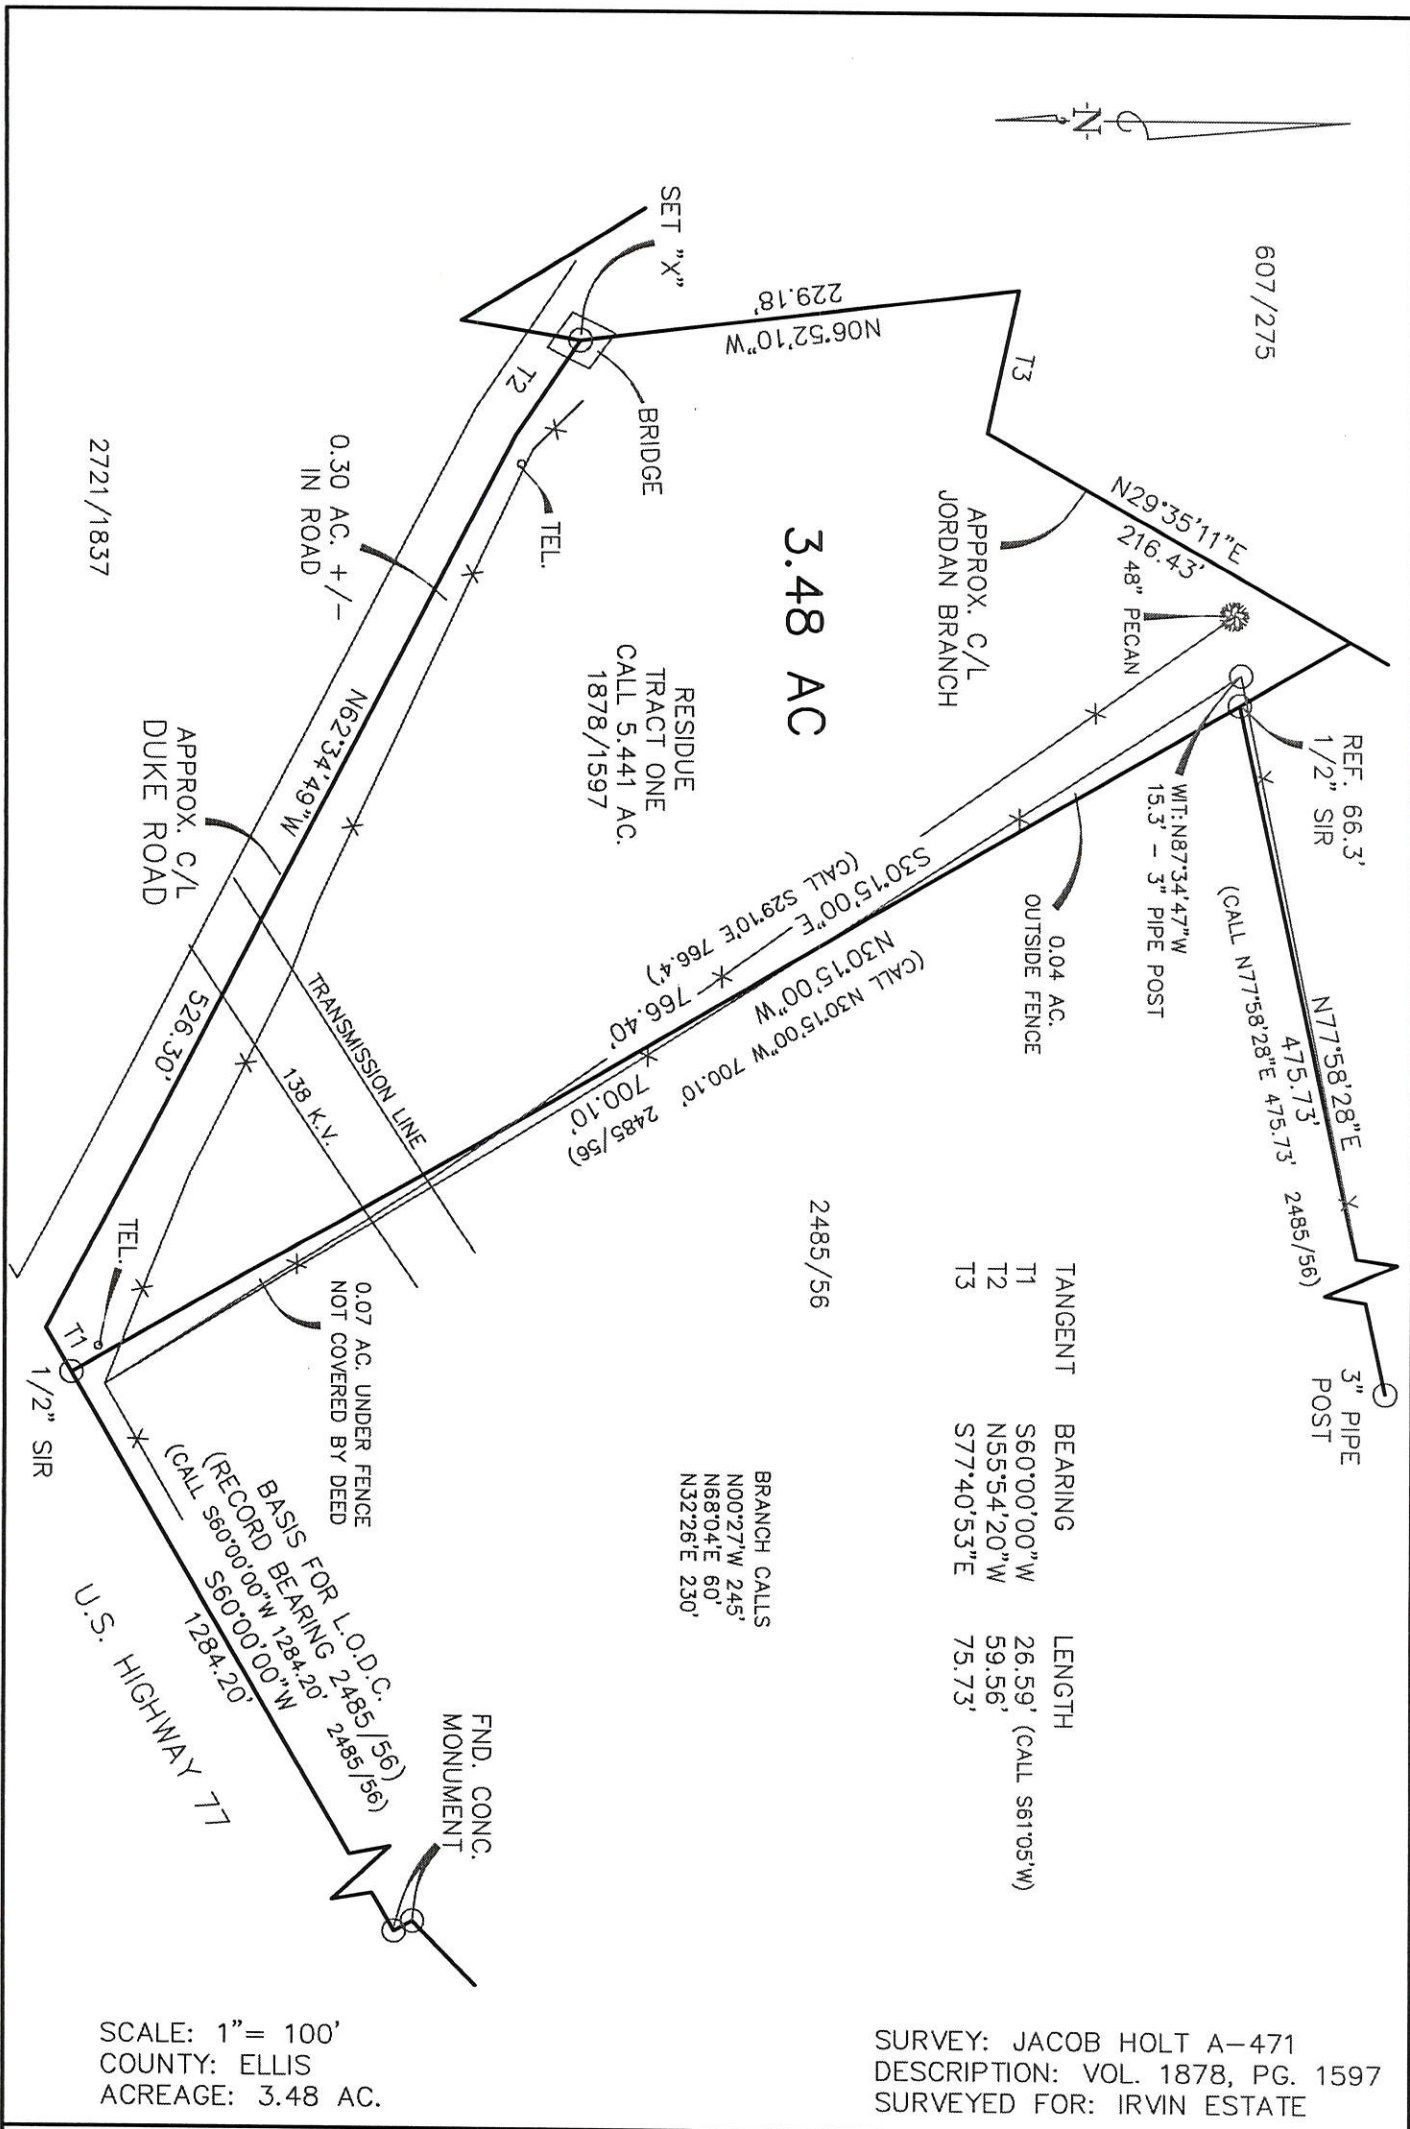 -N-
607/275
SET "X"
229.18'
N06°52'10"W
T3
T2
BRIDGE
TEL.
0.30 AC. +/-
IN ROAD
2721/1837
N29°35'11"E
216.43'
48" PECAN
APPROX. C/L
JORDAN BRANCH
3.48 AC
RESIDUE
TRACT ONE
CALL 5.441 AC.
1878/1597
N62°34'49"W
526.30'
APPROX. C/L
DUKE ROAD
TRANSMISSION LINE
138 K.V.
REF. 66.3'
1/2" SIR
WIT:N87°34'47"W
15.3' - 3" PIPE POST
N77°58'28"E
475.73'
(CALL N77°58'28"E 475.73' 2485/56)
3" PIPE
POST
0.04 AC.
OUTSIDE FENCE
(CALL S29°10'E 766.4')
S30°15'00"E
766.40'
N30°15'00"W
700.10'
(CALL N30°15'00"W 700.10' 2485/56)
2485/56
TANGENT BEARING LENGTH
T1 S60°00'00"W 26.59' (CALL S61°05'W)
T2 N55°54'20"W 59.56'
T3 S77°40'53"E 75.73'
BRANCH CALLS
N00°27'W 245'
N68°04'E 60'
N32°26'E 230'
0.07 AC. UNDER FENCE
NOT COVERED BY DEED
TEL.
T1
1/2" SIR
BASIS FOR L.O.D.C.
(RECORD BEARING 2485/56)
(CALL S60°00'00"W 1284.20' 2485/56)
S60°00'00"W
1284.20'
U.S. HIGHWAY 77
FND. CONC.
MONUMENT
SCALE: 1"= 100'
COUNTY: ELLIS
ACREAGE: 3.48 AC.
SURVEY: JACOB HOLT A-471
DESCRIPTION: VOL. 1878, PG. 1597
SURVEYED FOR: IRVIN ESTATE